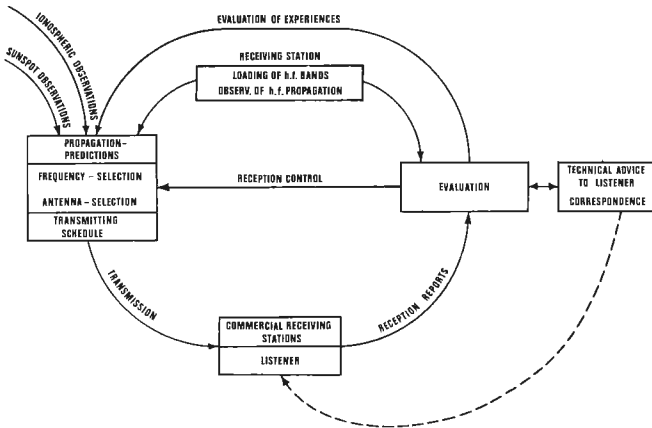 EVALUATION OF EXPERIENCES
IONOSPHERIC OBSERVATIONS
SUNSPOT OBSERVATIONS
RECEIVING STATION
LOADING OF h.f. BANDS
OBSERV. OF h.f. PROPAGATION
PROPAGATION-
PREDICTIONS
FREQUENCY - SELECTION
ANTENNA - SELECTION
TRANSMITTING
SCHEDULE
RECEPTION CONTROL
EVALUATION
TECHNICAL ADVICE
TO LISTENER
CORRESPONDENCE
TRANSMISSION
RECEPTION REPORTS
COMMERCIAL RECEIVING
STATIONS
LISTENER